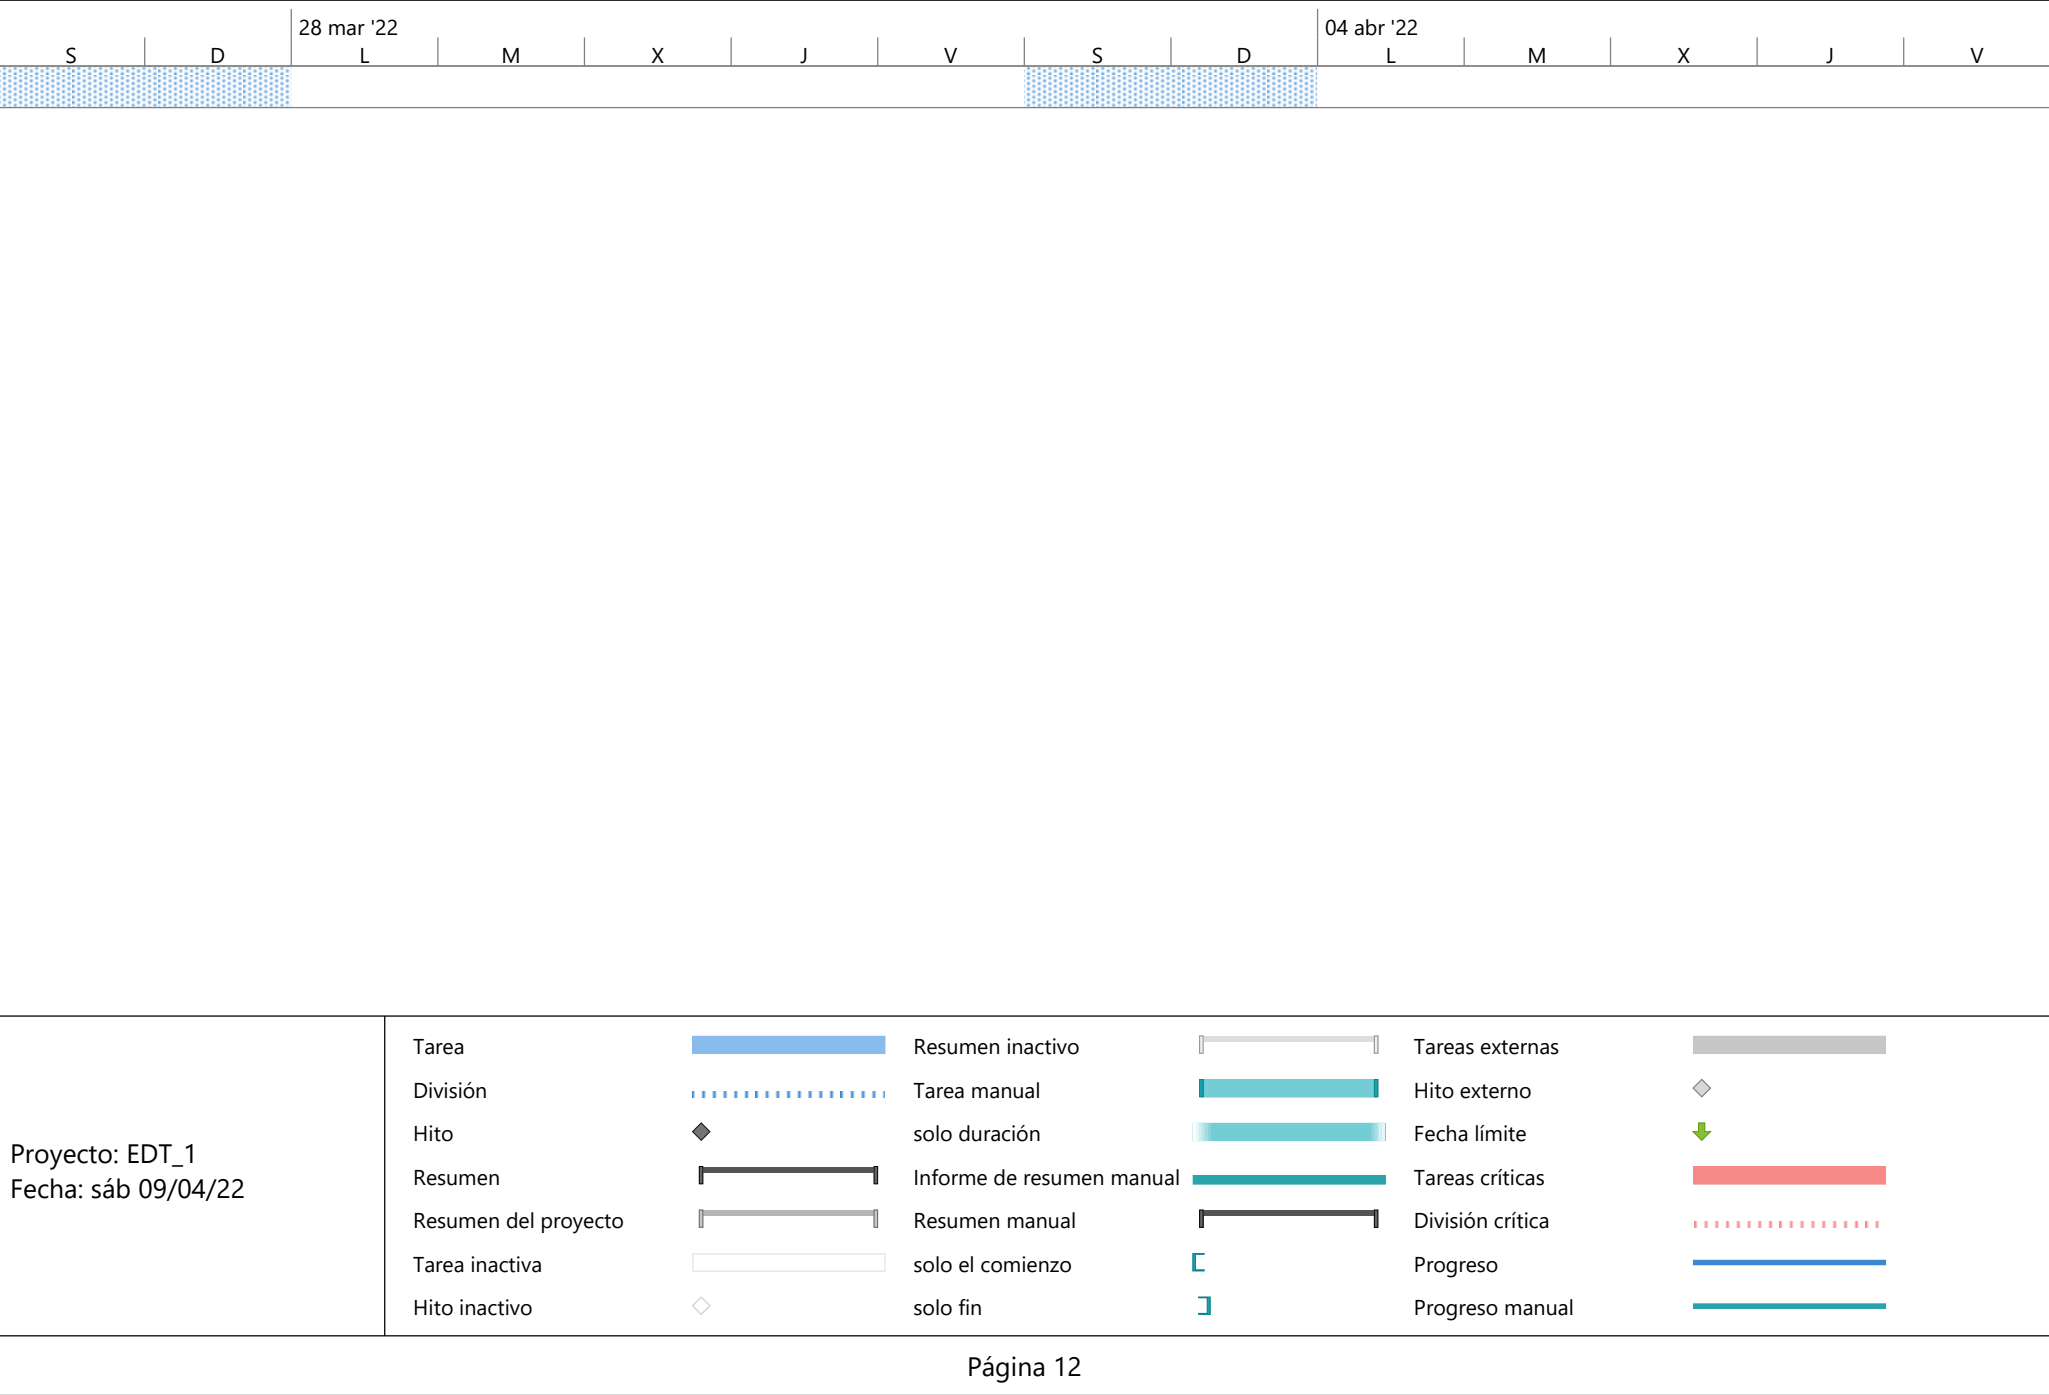 28 mar '22 04 abr '22
S D L M X J V S D L M X J V
Proyecto: EDT_1
Fecha: sáb 09/04/22
Tarea
División
Hito
Resumen
Resumen del proyecto
Tarea inactiva
Hito inactivo
Resumen inactivo
Tarea manual
solo duración
Informe de resumen manual
Resumen manual
solo el comienzo
solo fin
Tareas externas
Hito externo
Fecha límite
Tareas críticas
División crítica
Progreso
Progreso manual
Página 12